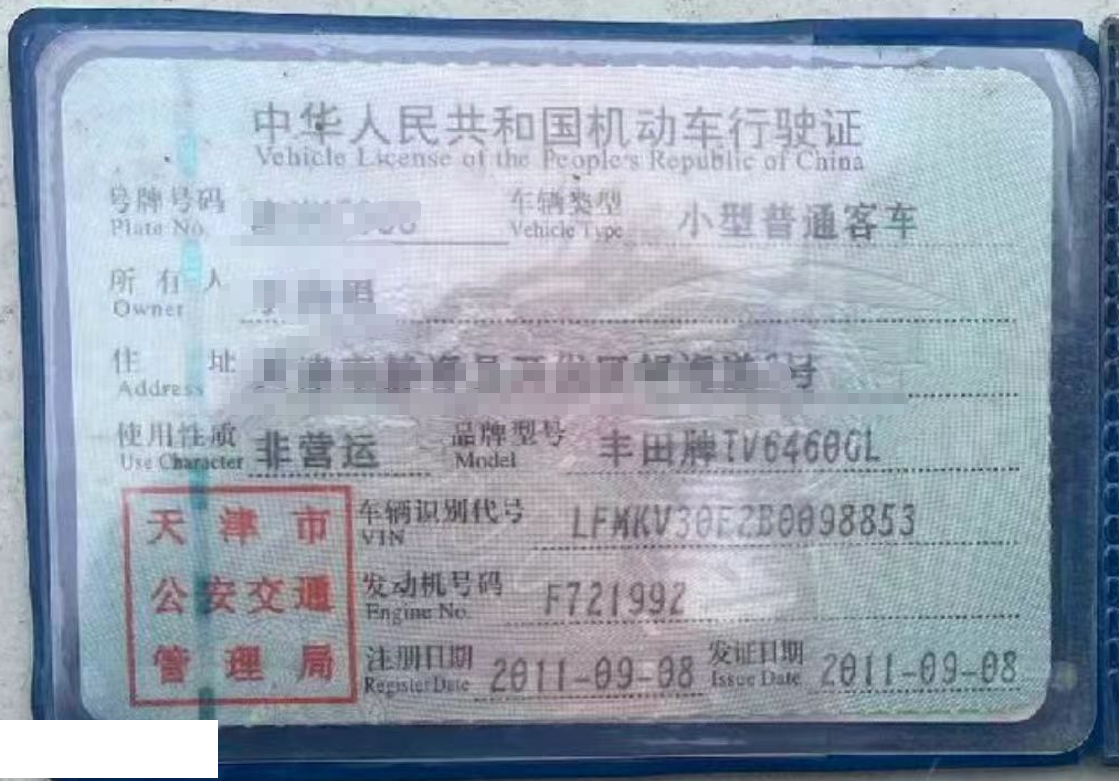 中华人民共和国机动车行驶证
Vehicle License of the People's Republic of China
号牌号码 车辆类型 小型普通客车
Plate No. Vehicle Type
所有人
Owner
住址 号
Address
使用性质 非营运 品牌型号 丰田牌TV6460GL
Use Character Model
天津市 车辆识别代号 LFMKV30F2B0098853
VIN
公安交通 发动机号码 F721992
Engine No.
管理局 注册日期 2011-09-08 发证日期 2011-09-08
Register Date Issue Date